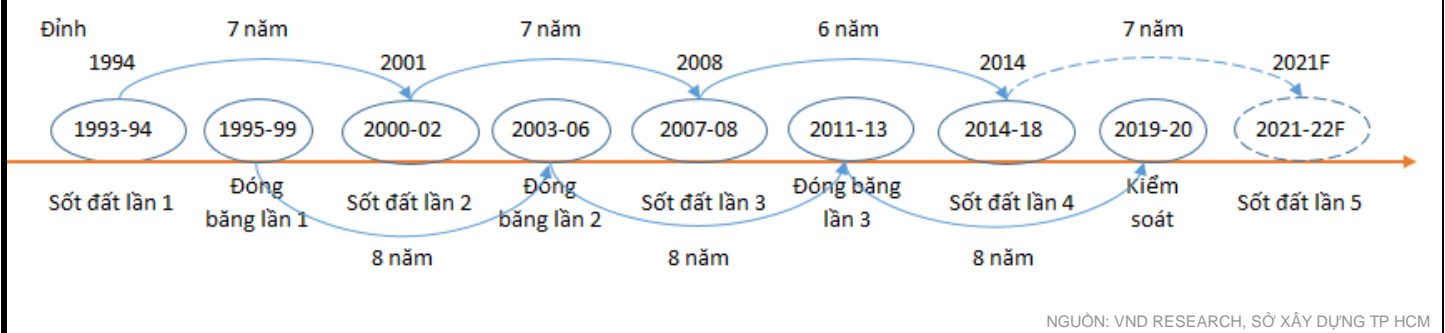 Đỉnh 7 năm 7 năm 6 năm 7 năm
1994 2001 2008 2014 2021F
1993-94 1995-99 2000-02 2003-06 2007-08 2011-13 2014-18 2019-20 2021-22F
Sốt đất lần 1
Đóng
băng lần 1
Sốt đất lần 2
Đóng
băng lần 2
Sốt đất lần 3
Đóng băng
lần 3
Sốt đất lần 4
Kiểm
soát
Sốt đất lần 5
8 năm 8 năm 8 năm
NGUỒN: VND RESEARCH, SỞ XÂY DỰNG TP HCM